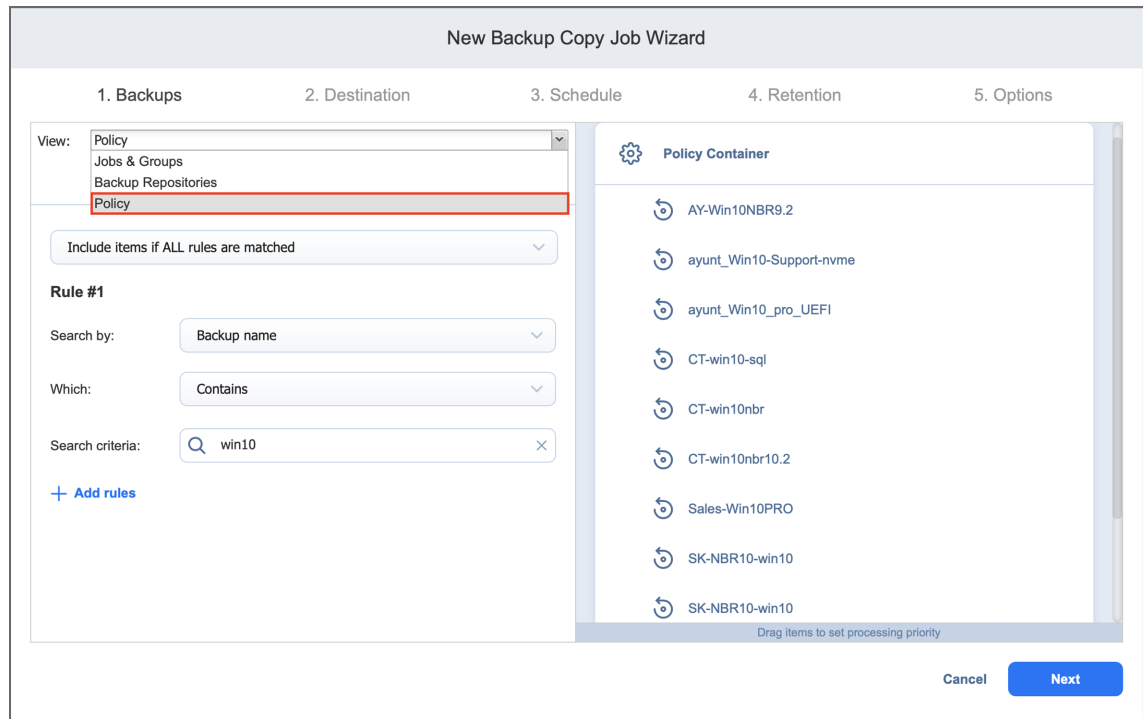 New Backup Copy Job Wizard
1. Backups
2. Destination
3. Schedule
4. Retention
5. Options
View:
Policy
Jobs & Groups
Backup Repositories
Policy
Include items if ALL rules are matched
Rule #1
Search by:
Backup name
Which:
Contains
Search criteria:
win10
Add rules
Policy Container
AY-Win10NBR9.2
ayunt_Win10-Support-nvme
ayunt_Win10_pro_UEFI
CT-win10-sql
CT-win10nbr
CT-win10nbr10.2
Sales-Win10PRO
SK-NBR10-win10
SK-NBR10-win10
Drag items to set processing priority
Cancel
Next